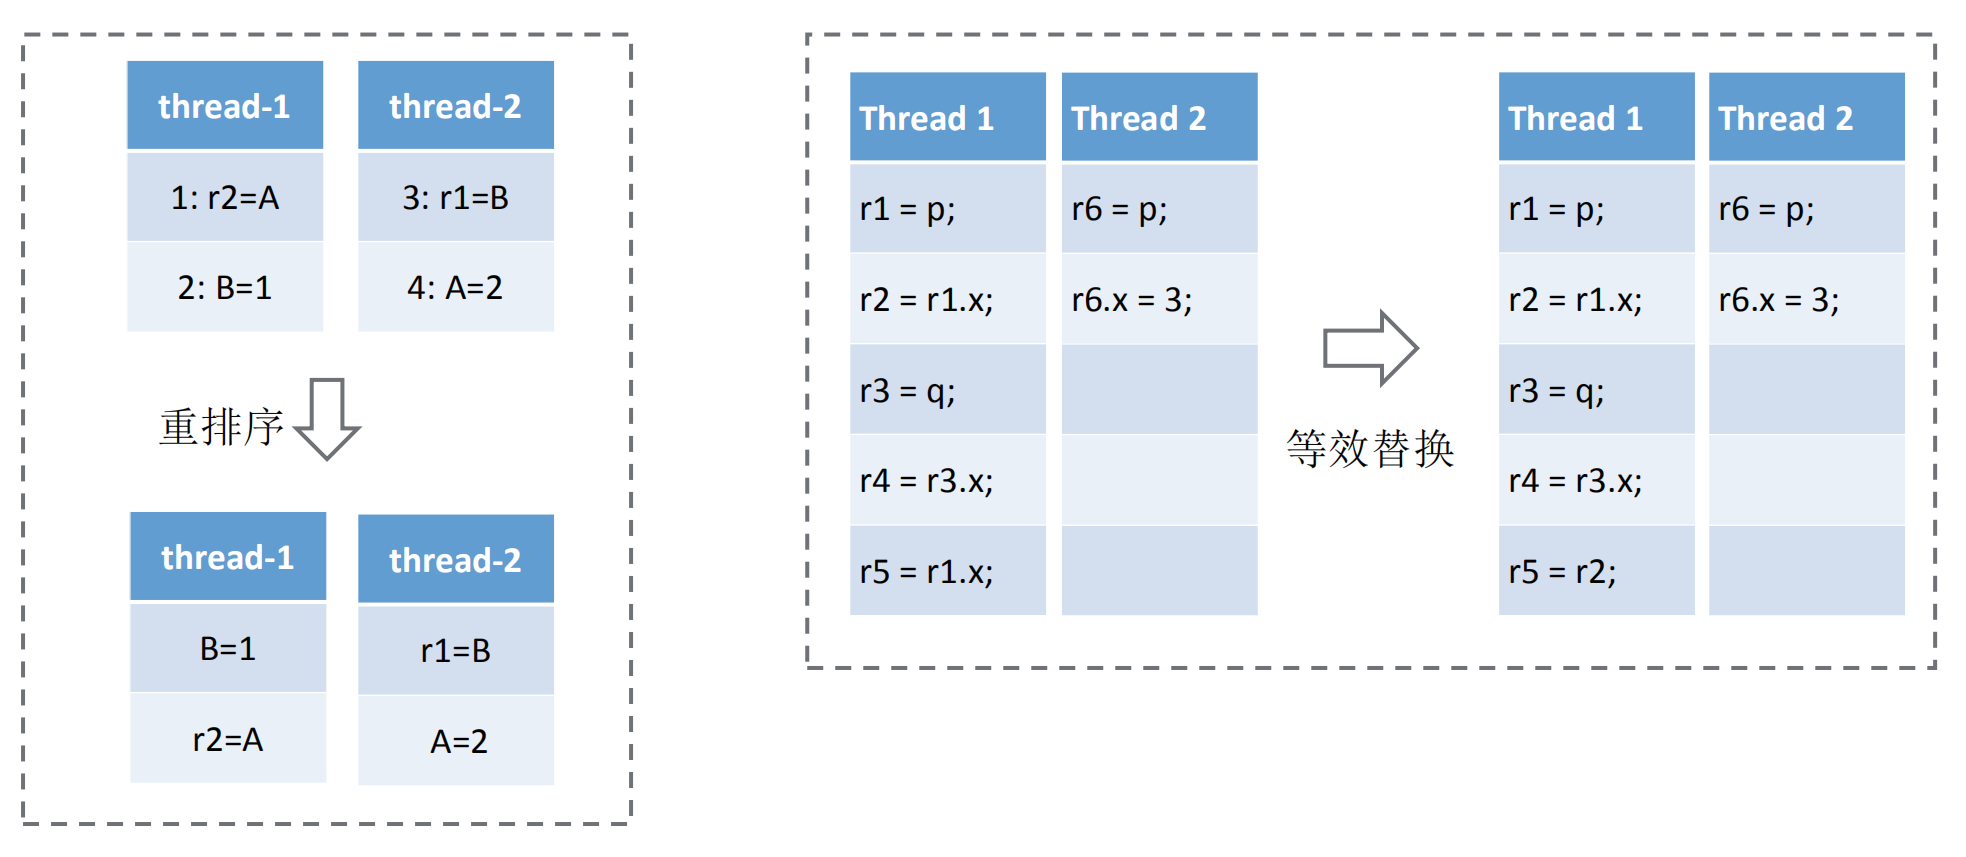 thread-1 thread-2
1: r2=A 3: r1=B
2: B=1 4: A=2
重排序
thread-1 thread-2
B=1 r1=B
r2=A A=2
Thread 1 Thread 2
r1 = p; r6 = p;
r2 = r1.x; r6.x = 3;
r3 = q;
r4 = r3.x;
r5 = r1.x;
等效替换
Thread 1 Thread 2
r1 = p; r6 = p;
r2 = r1.x; r6.x = 3;
r3 = q;
r4 = r3.x;
r5 = r2;